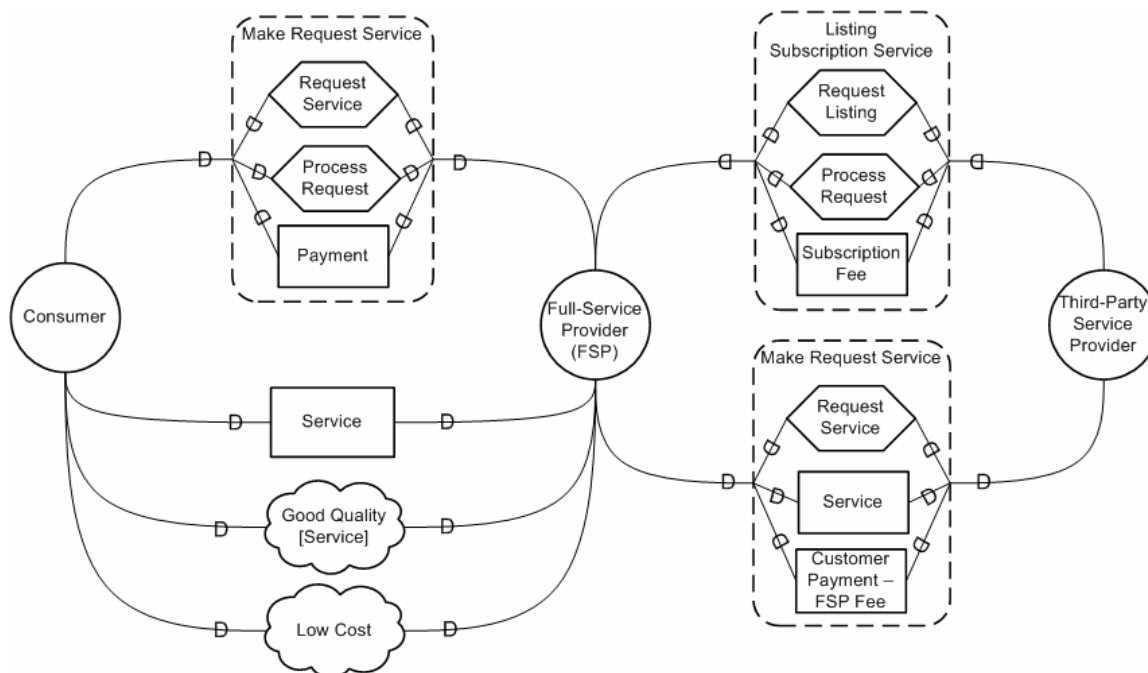 Make Request Service
Request
Service
Process
Request
Payment
Listing
Subscription Service
Request
Listing
Process
Request
Subscription
Fee
Consumer
Full-Service
Provider
(FSP)
Third-Party
Service
Provider
Service
Good Quality
[Service]
Low Cost
Make Request Service
Request
Service
Service
Customer
Payment –
FSP Fee